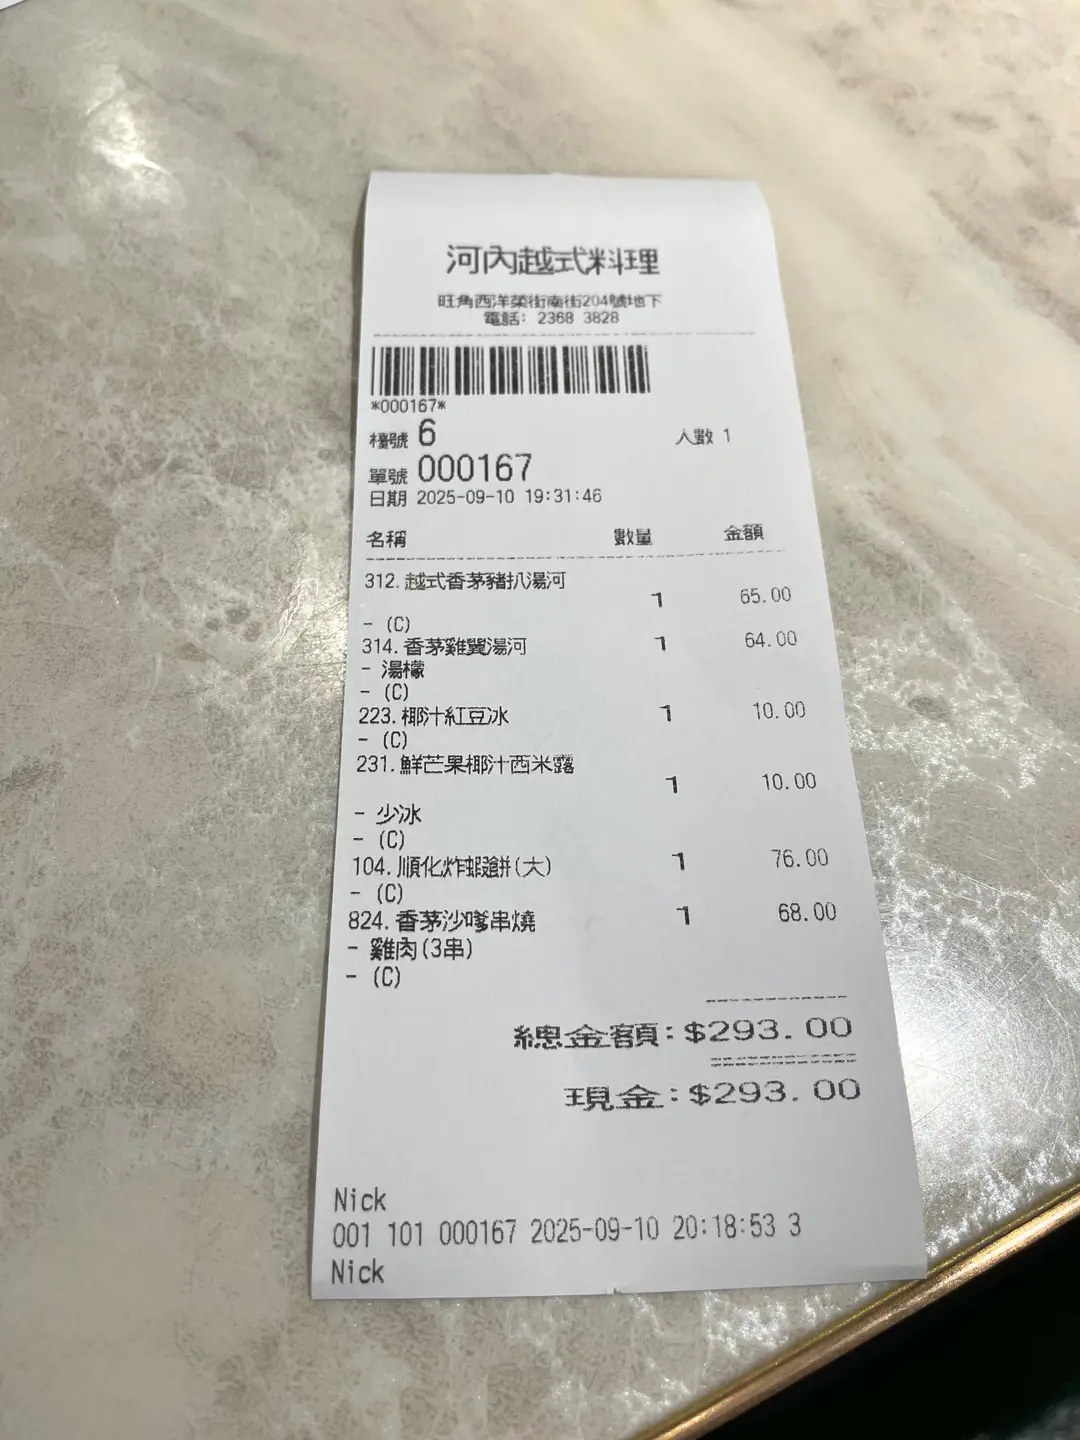 河內越式料理
旺角西洋菜街南街204號地下
電話: 2368 3828
*000167*
檯號 6 人數 1
單號 000167
日期 2025-09-10 19:31:46
名稱 數量 金額
312. 越式香茅豬扒湯河
1 65.00
- (C)
314. 香茅雞翼湯河 1 64.00
- 湯檬
- (C)
223. 椰汁紅豆冰 1 10.00
- (C)
231. 鮮芒果椰汁西米露
1 10.00
- 少冰
- (C)
104. 順化炸蝦餅(大) 1 76.00
- (C)
824. 香茅沙嗲串燒 1 68.00
- 雞肉(3串)
- (C)
總金額: $293.00
現金: $293.00
Nick
001 101 000167 2025-09-10 20:18:53 3
Nick